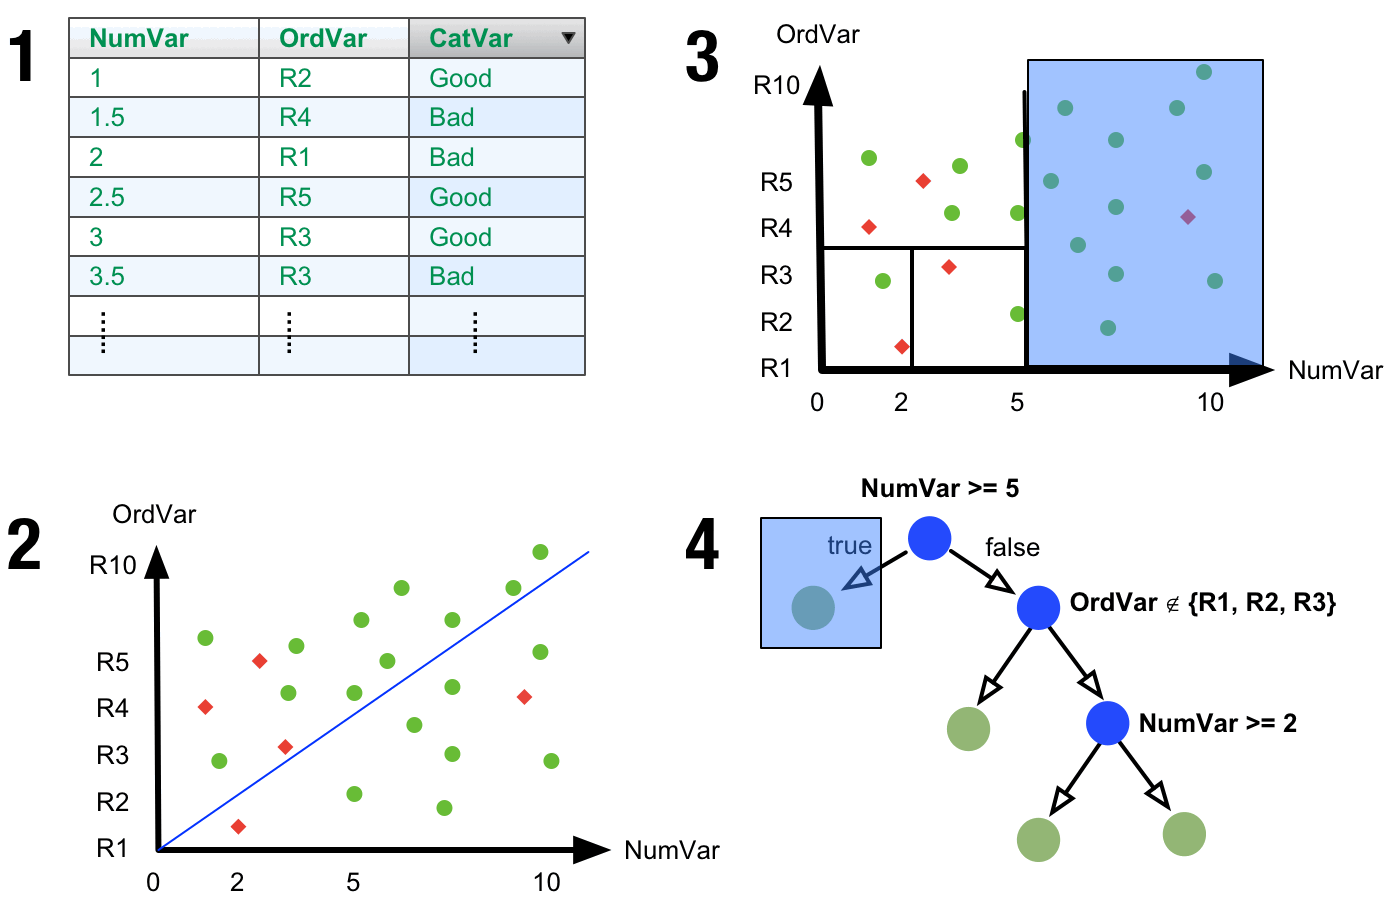 1
NumVar OrdVar CatVar
1 R2 Good
1.5 R4 Bad
2 R1 Bad
2.5 R5 Good
3 R3 Good
3.5 R3 Bad
2
OrdVar
R10
R5
R4
R3
R2
R1
NumVar
0 2 5 10
3
OrdVar
R10
R5
R4
R3
R2
R1
NumVar
0 2 5 10
4
NumVar >= 5
true false
OrdVar ∉ {R1, R2, R3}
NumVar >= 2